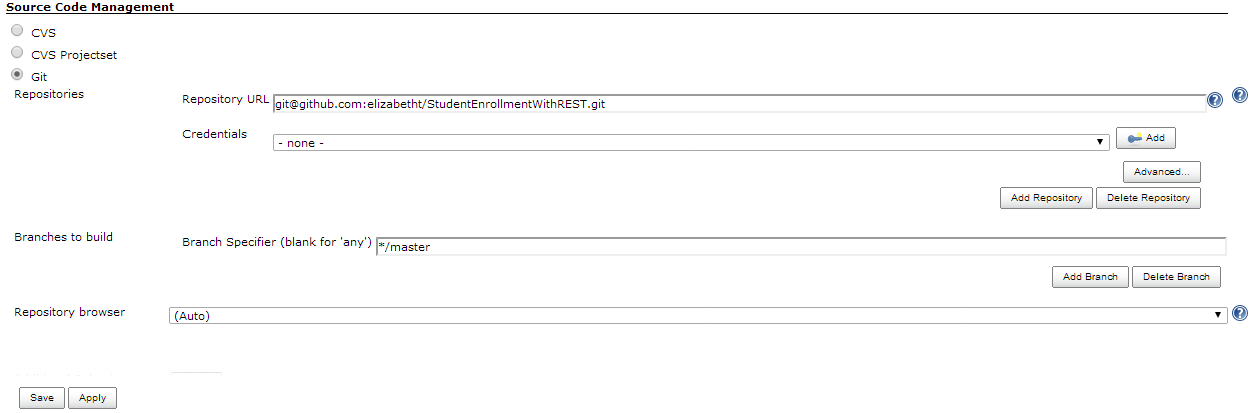 Source Code Management
CVS
CVS Projectset
Git
Repositories
Repository URL git@github.com:elizabetht/StudentEnrollmentWithREST.git
Credentials
- none -
Add
Advanced...
Add Repository Delete Repository
Branches to build
Branch Specifier (blank for 'any') */master
Add Branch Delete Branch
Repository browser
(Auto)
Save Apply